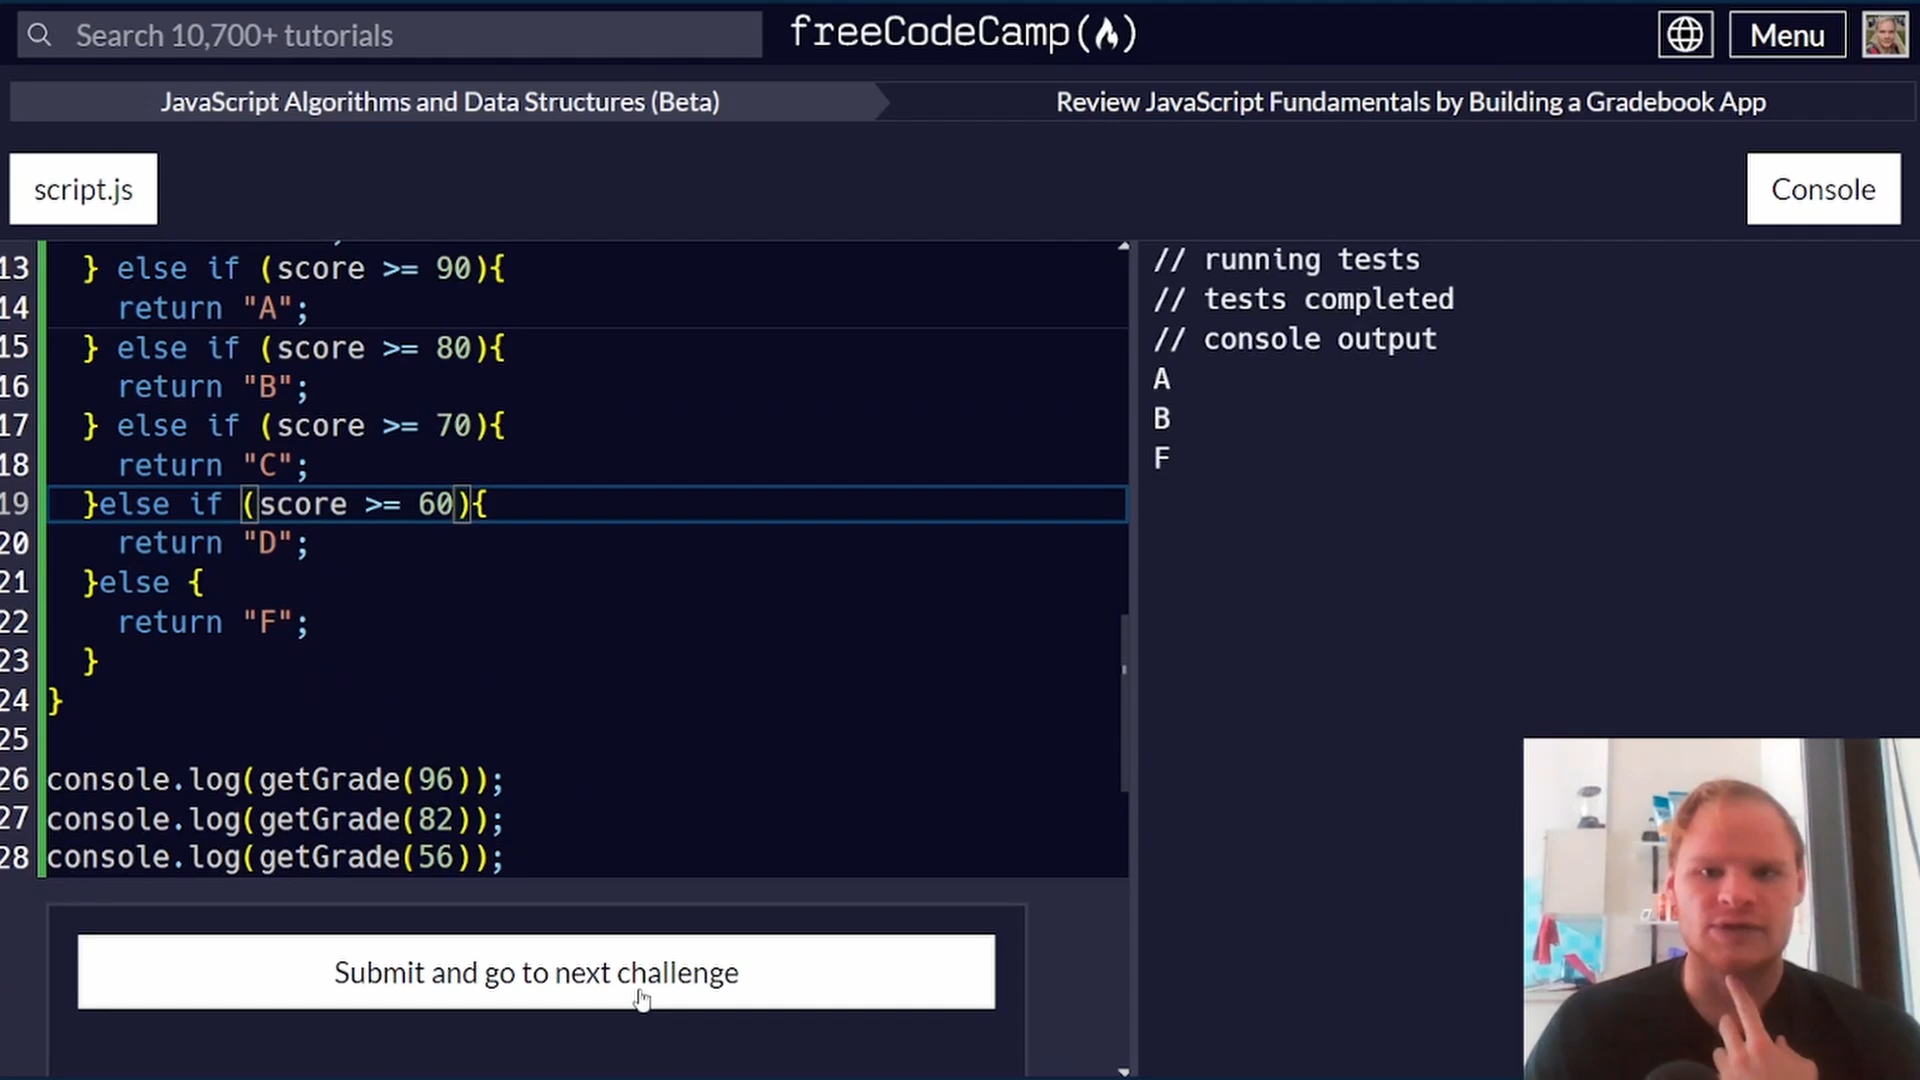 Search 10,700+ tutorials
freeCodeCamp
Menu
JavaScript Algorithms and Data Structures (Beta)
Review JavaScript Fundamentals by Building a Gradebook App
script.js
Console
13 } else if (score >= 90){
14 return "A";
15 } else if (score >= 80){
16 return "B";
17 } else if (score >= 70){
18 return "C";
19 }else if (score >= 60){
20 return "D";
21 }else {
22 return "F";
23 }
24 }
25
26 console.log(getGrade(96));
27 console.log(getGrade(82));
28 console.log(getGrade(56));
// running tests
// tests completed
// console output
A
B
F
Submit and go to next challenge